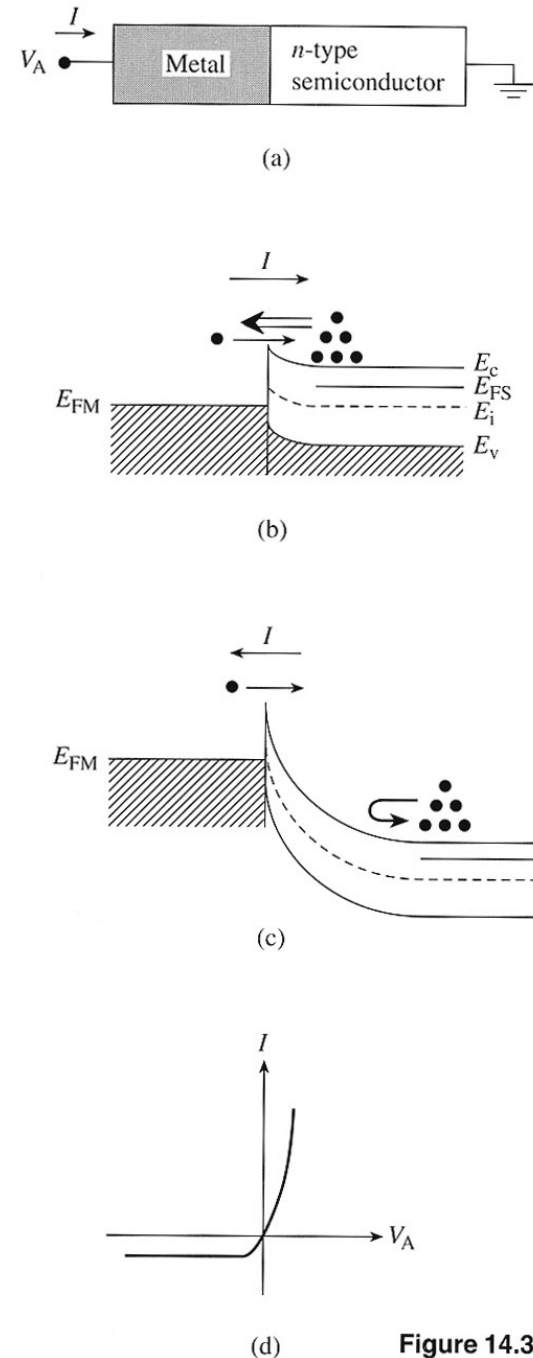 I
V_A
Metal
n-type
semiconductor
(a)
I
E_c
E_FM
E_FS
E_i
E_v
(b)
I
E_FM
(c)
I
V_A
(d)
Figure 14.3